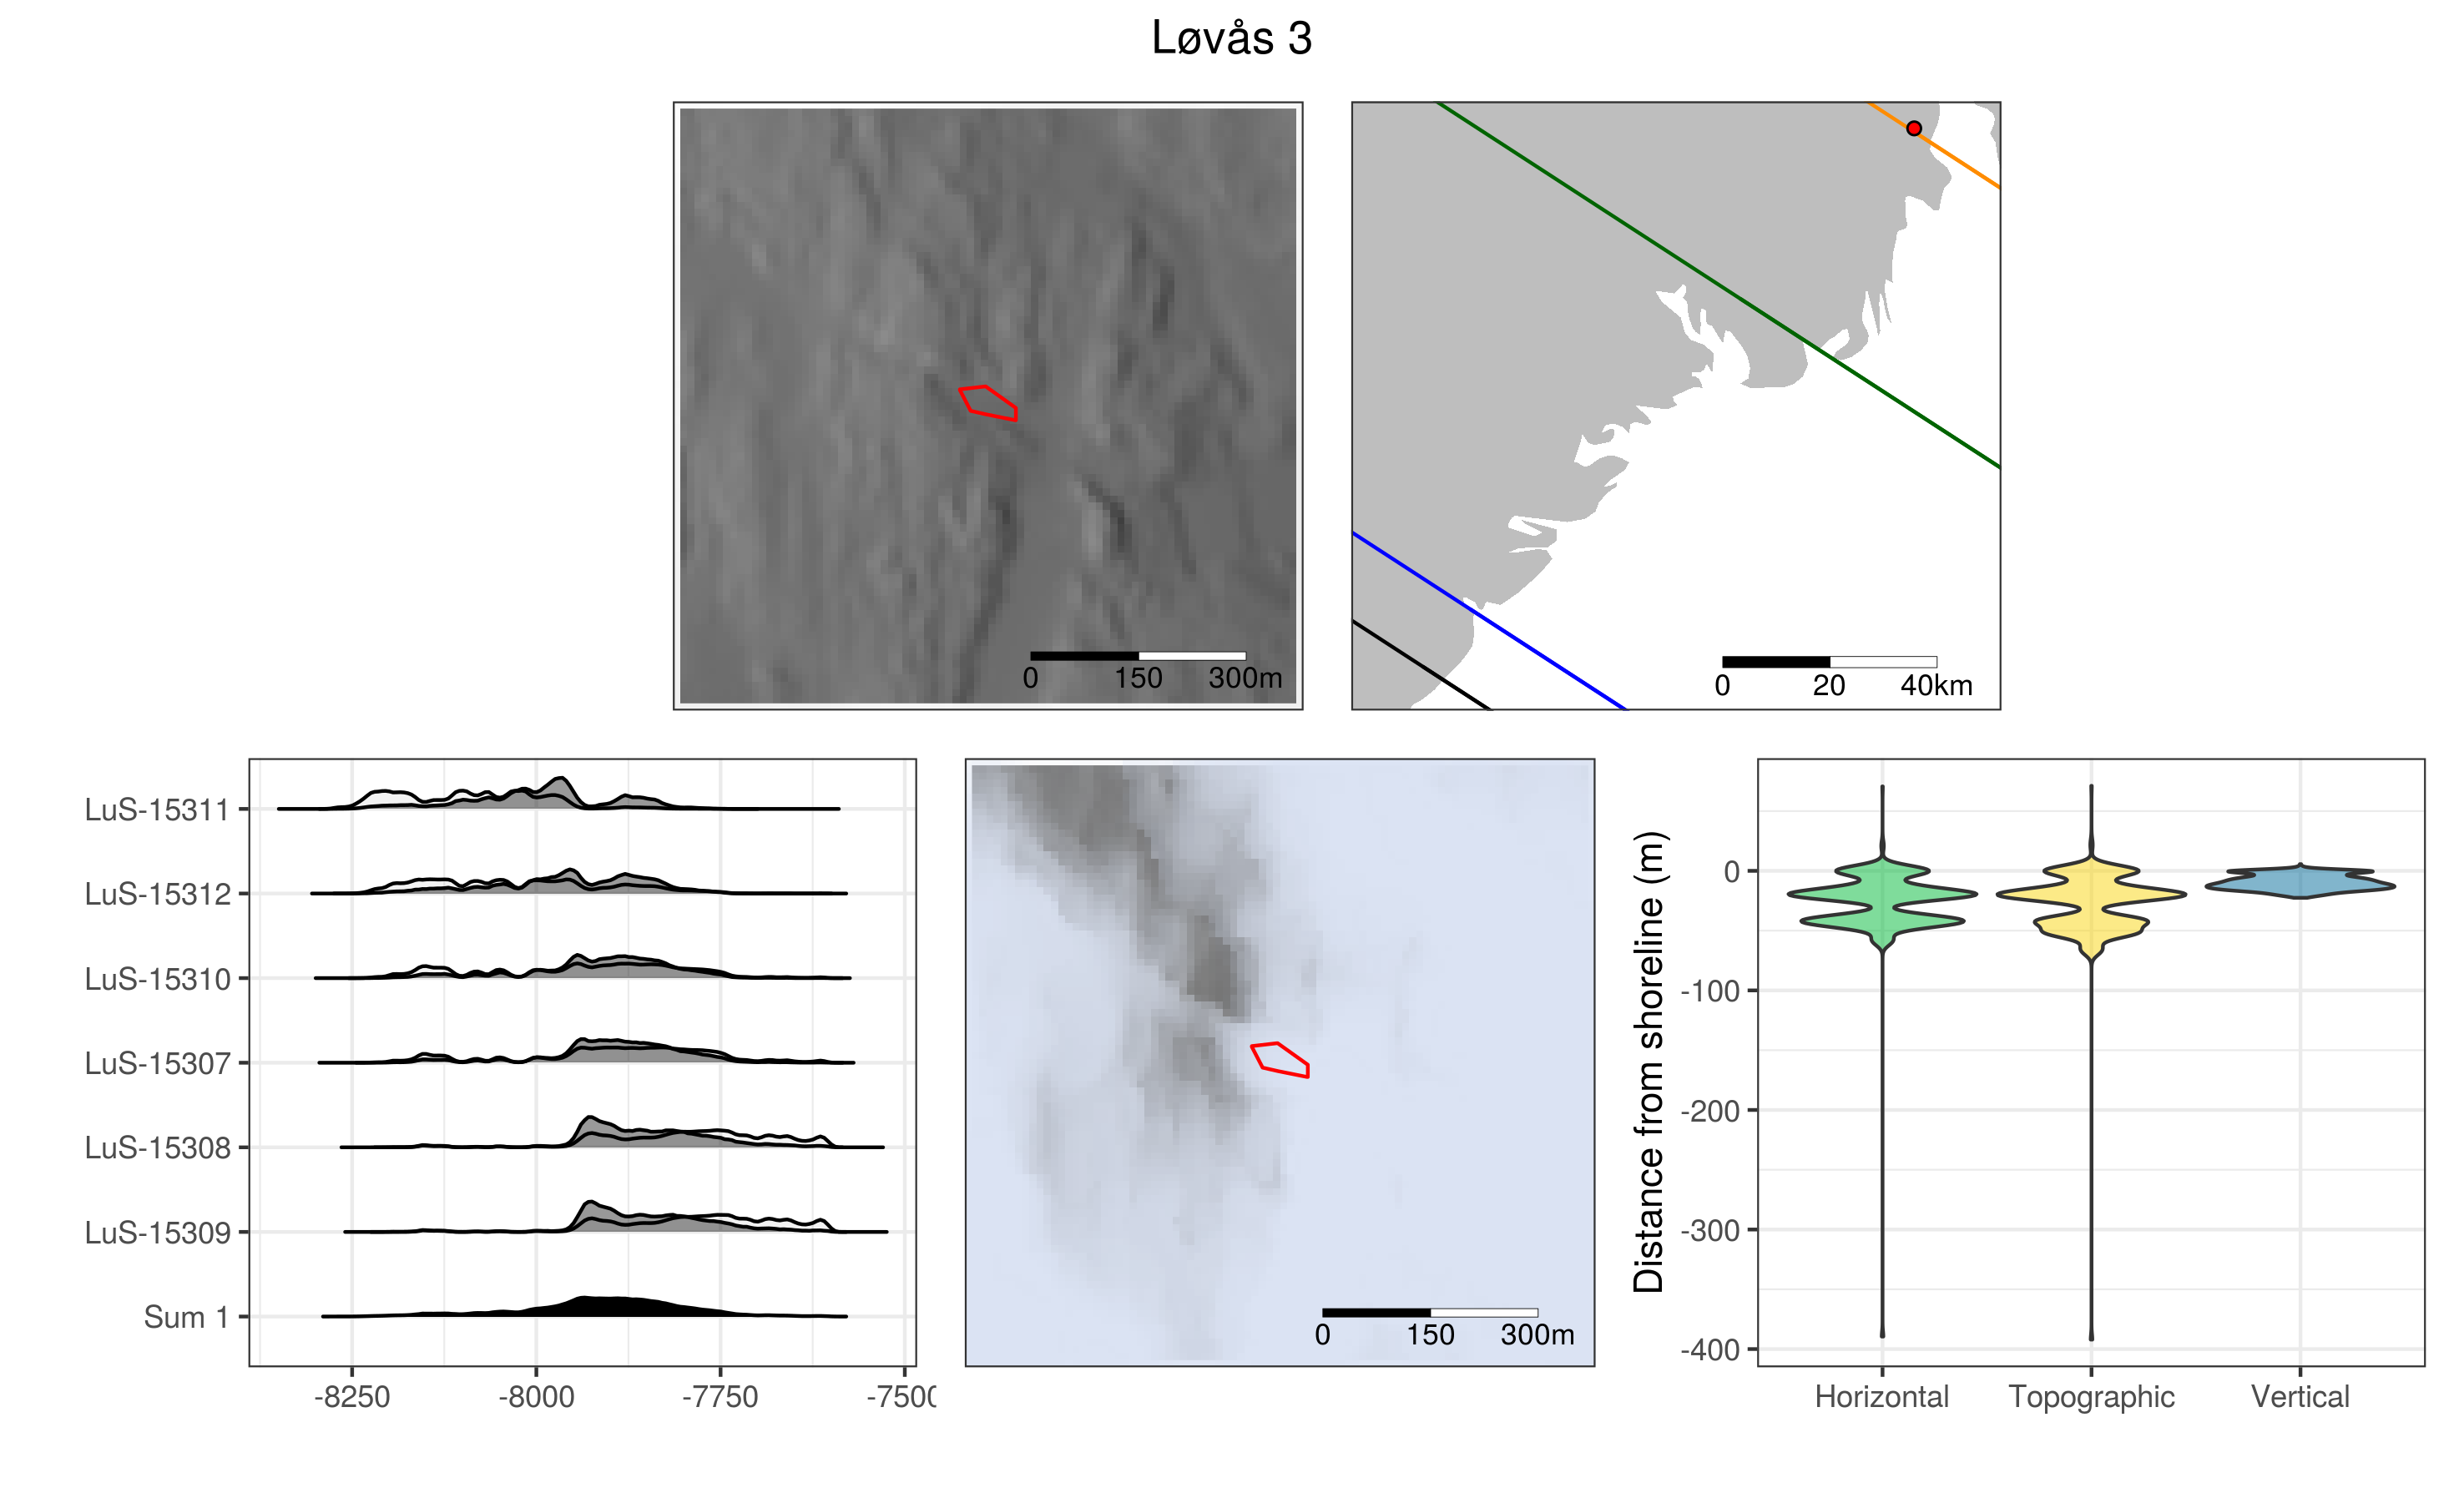 Løvås 3
0 150 300m
0 20 40km
LuS-15311
LuS-15312
LuS-15310
LuS-15307
LuS-15308
LuS-15309
Sum 1
-8250 -8000 -7750 -750
0 150 300m
Distance from shoreline (m)
0
-100
-200
-300
-400
Horizontal Topographic Vertical